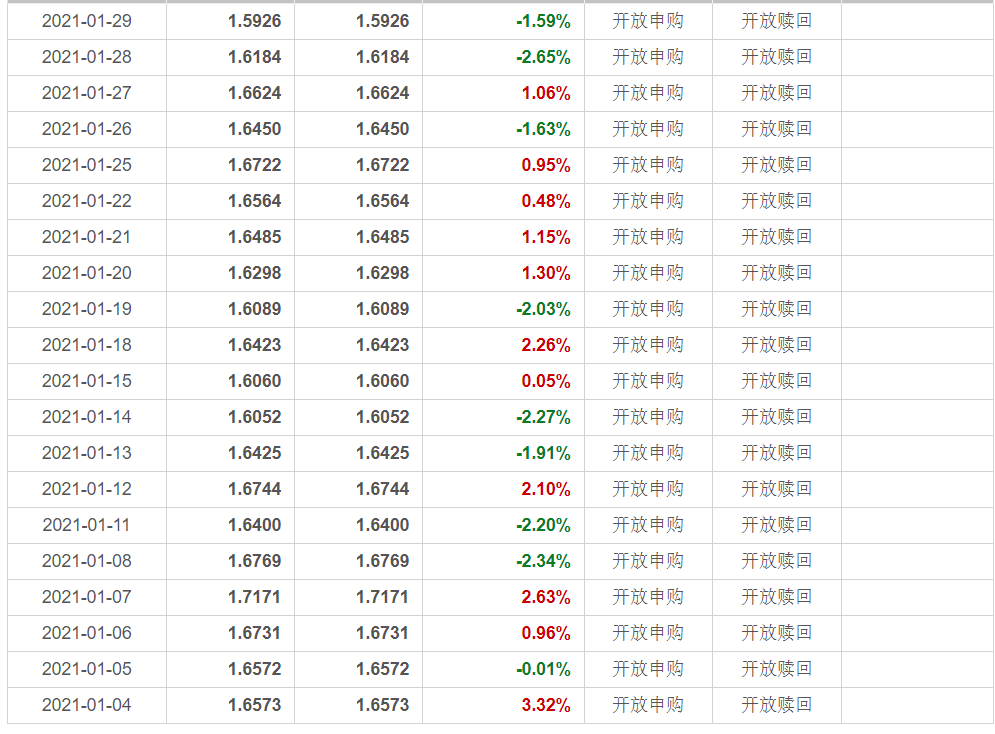 2021-01-29 1.5926 1.5926 -1.59% 开放申购 开放赎回
2021-01-28 1.6184 1.6184 -2.65% 开放申购 开放赎回
2021-01-27 1.6624 1.6624 1.06% 开放申购 开放赎回
2021-01-26 1.6450 1.6450 -1.63% 开放申购 开放赎回
2021-01-25 1.6722 1.6722 0.95% 开放申购 开放赎回
2021-01-22 1.6564 1.6564 0.48% 开放申购 开放赎回
2021-01-21 1.6485 1.6485 1.15% 开放申购 开放赎回
2021-01-20 1.6298 1.6298 1.30% 开放申购 开放赎回
2021-01-19 1.6089 1.6089 -2.03% 开放申购 开放赎回
2021-01-18 1.6423 1.6423 2.26% 开放申购 开放赎回
2021-01-15 1.6060 1.6060 0.05% 开放申购 开放赎回
2021-01-14 1.6052 1.6052 -2.27% 开放申购 开放赎回
2021-01-13 1.6425 1.6425 -1.91% 开放申购 开放赎回
2021-01-12 1.6744 1.6744 2.10% 开放申购 开放赎回
2021-01-11 1.6400 1.6400 -2.20% 开放申购 开放赎回
2021-01-08 1.6769 1.6769 -2.34% 开放申购 开放赎回
2021-01-07 1.7171 1.7171 2.63% 开放申购 开放赎回
2021-01-06 1.6731 1.6731 0.96% 开放申购 开放赎回
2021-01-05 1.6572 1.6572 -0.01% 开放申购 开放赎回
2021-01-04 1.6573 1.6573 3.32% 开放申购 开放赎回